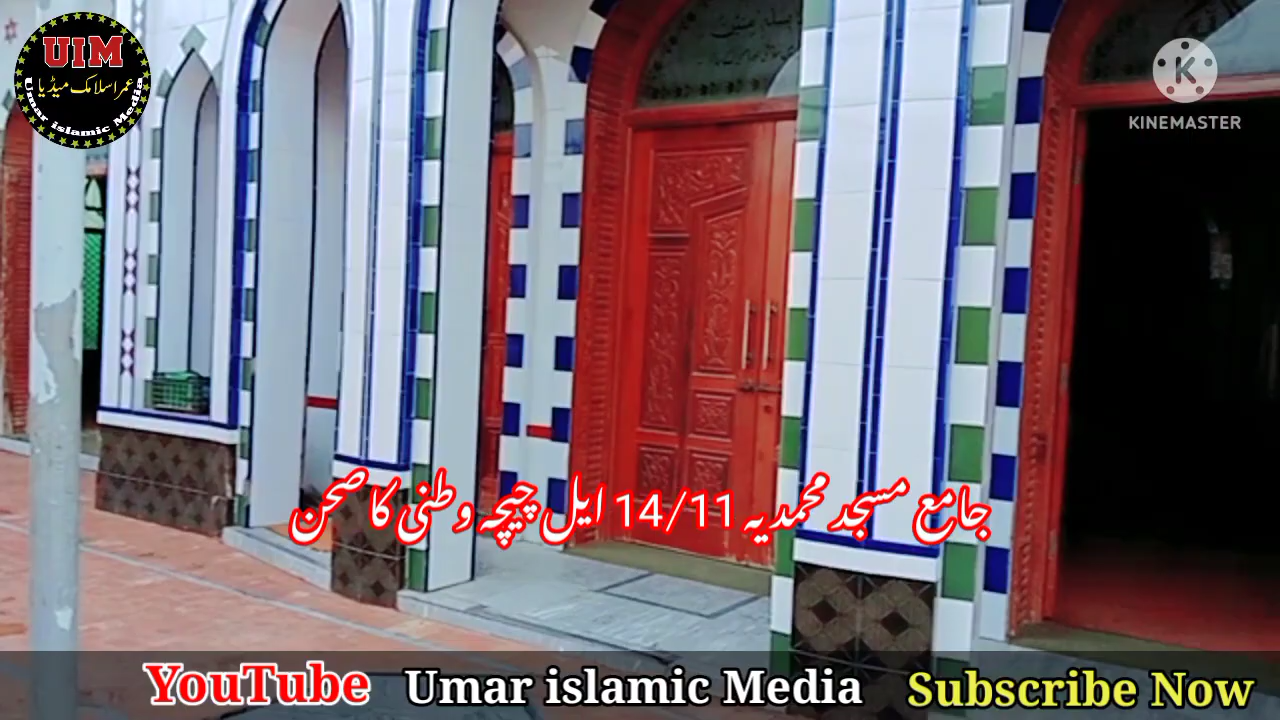 UIM
عمر اسلامک میڈیا
Umar islamic Media
KINEMASTER
جامع مسجد محمدیہ 14/11 ایل چیچہ وطنی کا صحن
YouTube Umar islamic Media Subscribe Now